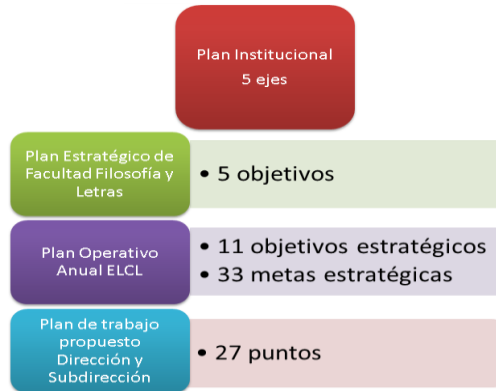 Plan Institucional
5 ejes
Plan Estratégico de
Facultad Filosofía y
Letras
• 5 objetivos
Plan Operativo
Anual ELCL
• 11 objetivos estratégicos
• 33 metas estratégicas
Plan de trabajo
propuesto
Dirección y
Subdirección
• 27 puntos